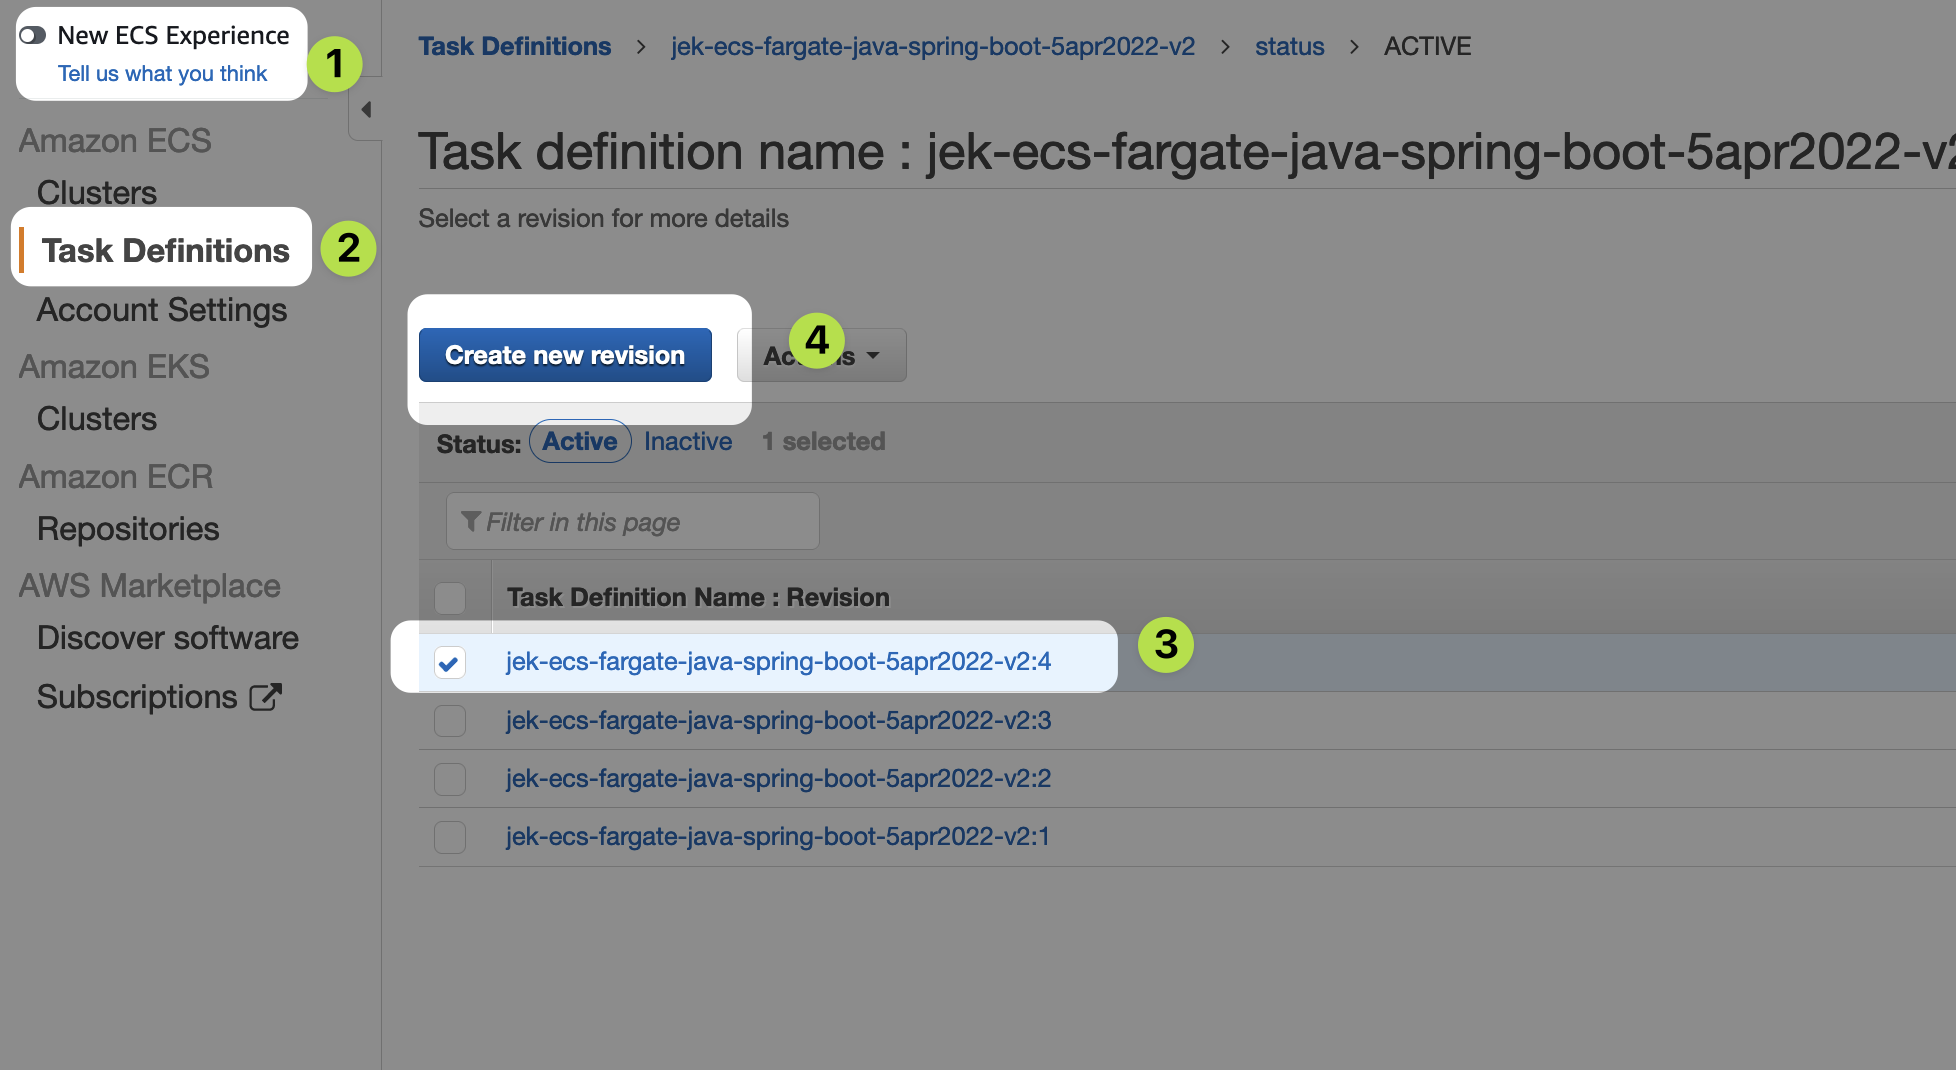 New ECS Experience
Tell us what you think
1
Amazon ECS
Clusters
Task Definitions
2
Account Settings
Amazon EKS
Clusters
Amazon ECR
Repositories
AWS Marketplace
Discover software
Subscriptions
Task Definitions > jek-ecs-fargate-java-spring-boot-5apr2022-v2 > status > ACTIVE
Task definition name : jek-ecs-fargate-java-spring-boot-5apr2022-v2
Select a revision for more details
Create new revision
4
Status: Active Inactive 1 selected
Filter in this page
Task Definition Name : Revision
jek-ecs-fargate-java-spring-boot-5apr2022-v2:4
3
jek-ecs-fargate-java-spring-boot-5apr2022-v2:3
jek-ecs-fargate-java-spring-boot-5apr2022-v2:2
jek-ecs-fargate-java-spring-boot-5apr2022-v2:1